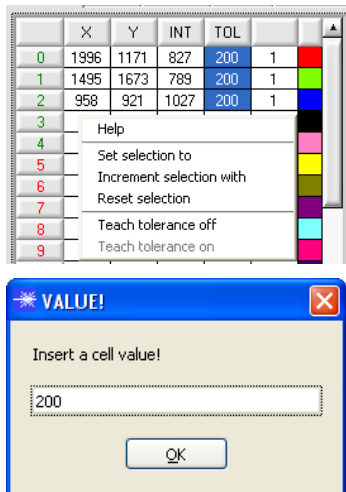 X Y INT TOL
0 1996 1171 827 200 1
1 1495 1673 789 200 1
2 958 921 1027 200 1
3
Help
4
Set selection to
5
Increment selection with
6
Reset selection
7
8 Teach tolerance off
9 Teach tolerance on
VALUE!
Insert a cell value!
200
OK